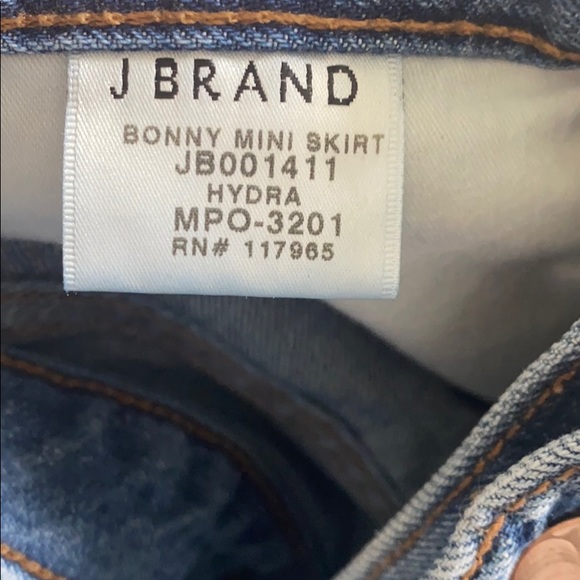 J BRAND
BONNY MINI SKIRT
JB001411
HYDRA
MPO-3201
RN# 117965